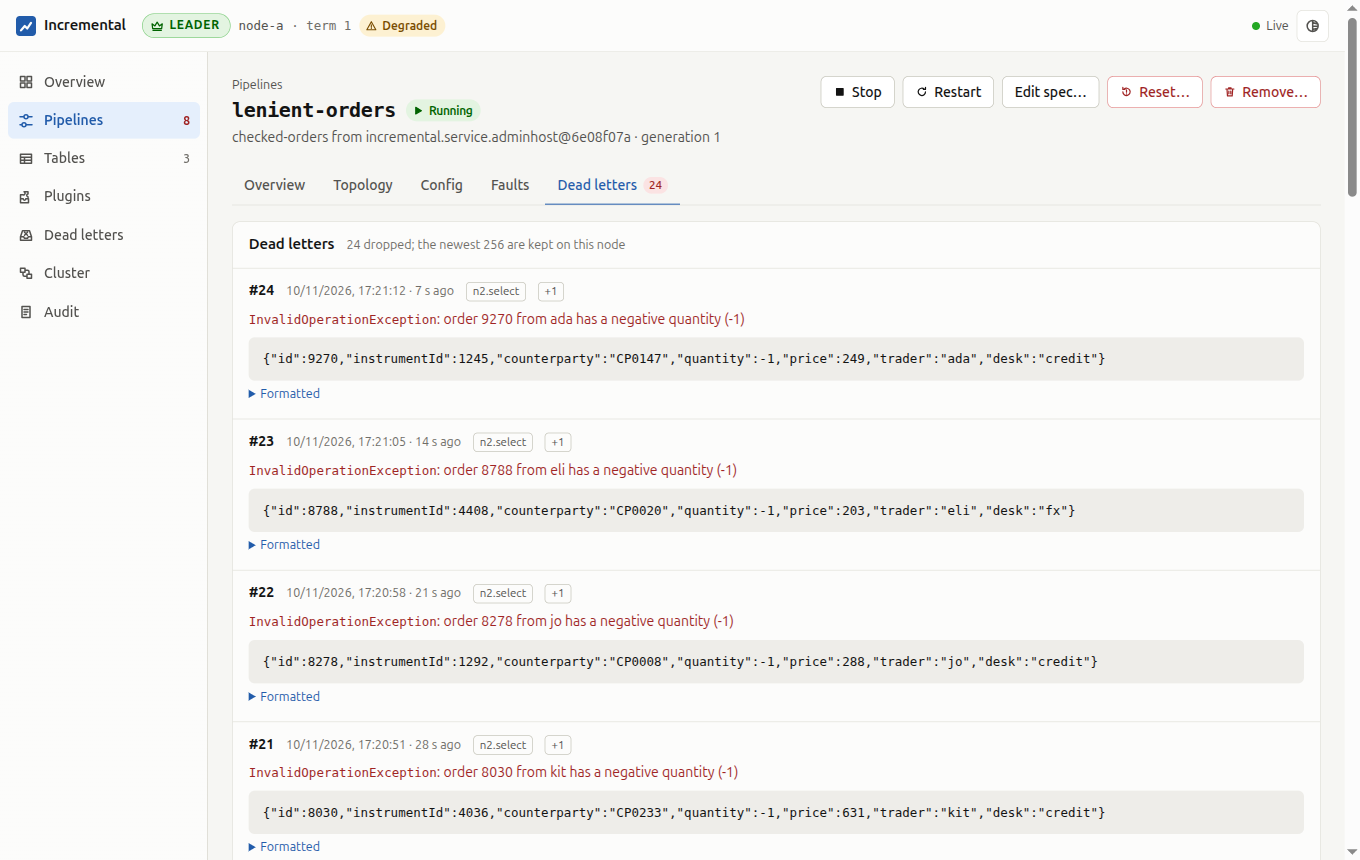 Incremental LEADER node-a · term 1 Degraded Live
Overview
Pipelines 8
Tables 3
Plugins
Dead letters
Cluster
Audit
Pipelines
lenient-orders Running
checked-orders from incremental.service.adminhost@6e08f07a · generation 1
Stop Restart Edit spec... Reset... Remove...
Overview Topology Config Faults Dead letters 24
Dead letters 24 dropped; the newest 256 are kept on this node
#24 10/11/2026, 17:21:12 · 7 s ago n2.select +1
InvalidOperationException: order 9270 from ada has a negative quantity (-1)
{"id":9270,"instrumentId":1245,"counterparty":"CP0147","quantity":-1,"price":249,"trader":"ada","desk":"credit"}
Formatted
#23 10/11/2026, 17:21:05 · 14 s ago n2.select +1
InvalidOperationException: order 8788 from eli has a negative quantity (-1)
{"id":8788,"instrumentId":4408,"counterparty":"CP0020","quantity":-1,"price":203,"trader":"eli","desk":"fx"}
Formatted
#22 10/11/2026, 17:20:58 · 21 s ago n2.select +1
InvalidOperationException: order 8278 from jo has a negative quantity (-1)
{"id":8278,"instrumentId":1292,"counterparty":"CP0008","quantity":-1,"price":288,"trader":"jo","desk":"credit"}
Formatted
#21 10/11/2026, 17:20:51 · 28 s ago n2.select +1
InvalidOperationException: order 8030 from kit has a negative quantity (-1)
{"id":8030,"instrumentId":4036,"counterparty":"CP0233","quantity":-1,"price":631,"trader":"kit","desk":"credit"}
Formatted